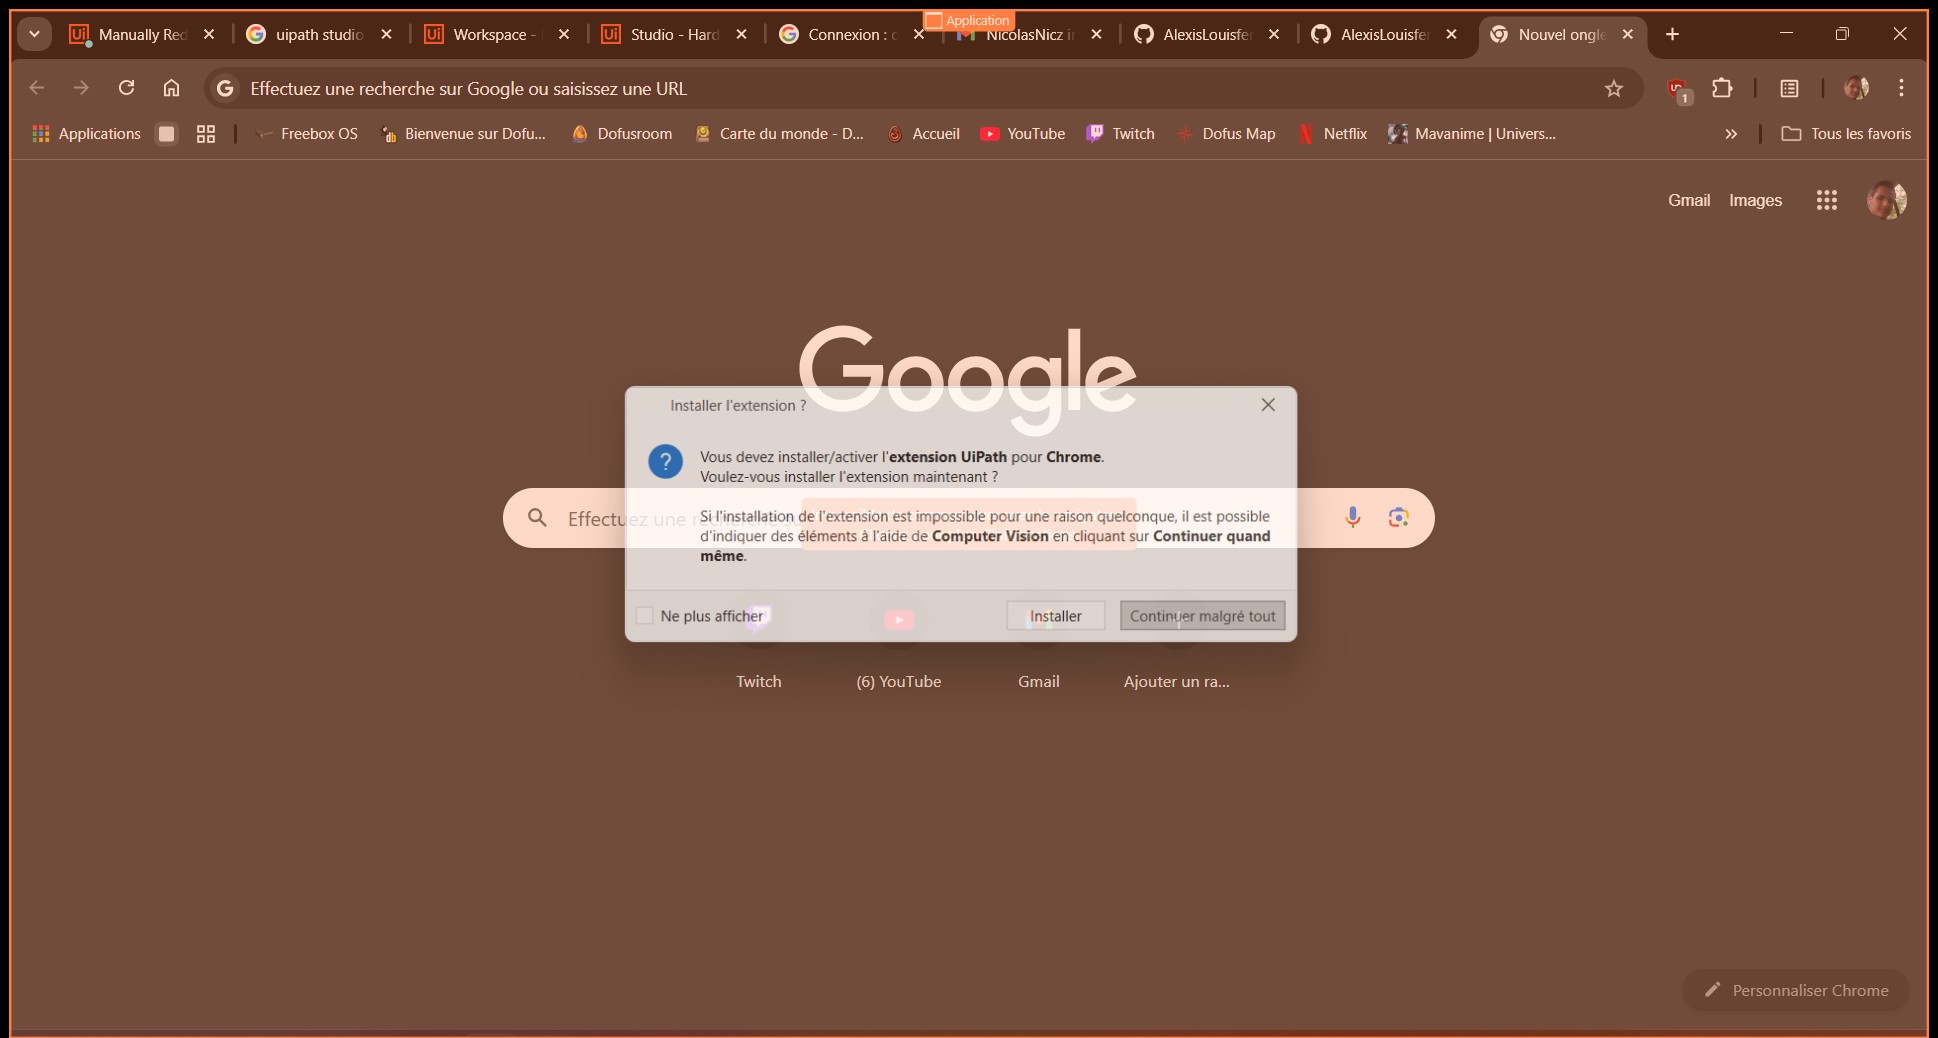 Application
Manually Red
uipath studio
Workspace -
Studio - Hard
Connexion : c
NicolasNicz i
AlexisLouisfe
AlexisLouisfe
Nouvel ongle
Effectuez une recherche sur Google ou saisissez une URL
1
Applications
Freebox OS
Bienvenue sur Dofu...
Dofusroom
Carte du monde - D...
Accueil
YouTube
Twitch
Dofus Map
Netflix
Mavanime | Univers...
Tous les favoris
Gmail
Images
Google
Installer l'extension ?
Vous devez installer/activer l'extension UiPath pour Chrome.
Voulez-vous installer l'extension maintenant ?
Effectuez une recherche su
Si l'installation de l'extension est impossible pour une raison quelconque, il est possible
d'indiquer des éléments à l'aide de Computer Vision en cliquant sur Continuer quand
même.
Ne plus afficher
Installer
Continuer malgré tout
Twitch
(6) YouTube
Gmail
Ajouter un ra...
Personnaliser Chrome